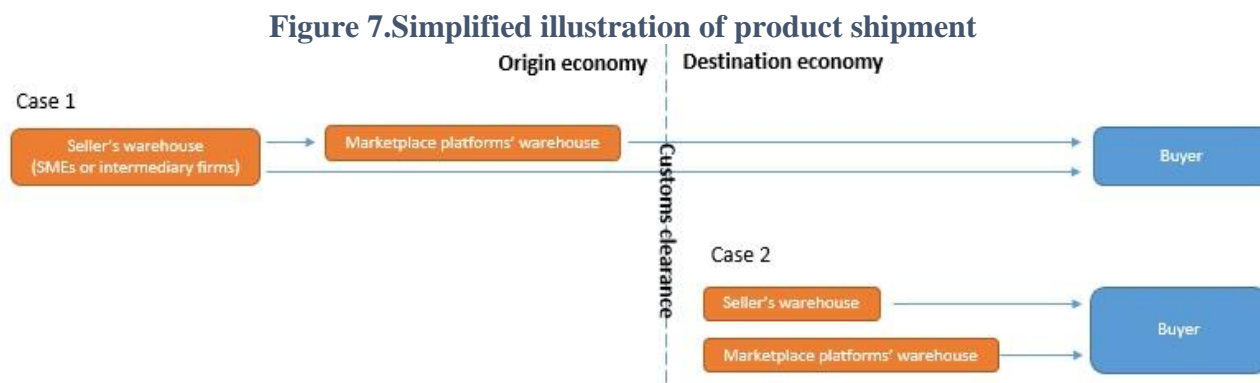 Figure 7.Simplified illustration of product shipment
Origin economy
Destination economy
Case 1
Seller's warehouse
(SMEs or intermediary firms)
Marketplace platforms' warehouse
Buyer
Customs clearance
Case 2
Seller's warehouse
Marketplace platforms' warehouse
Buyer